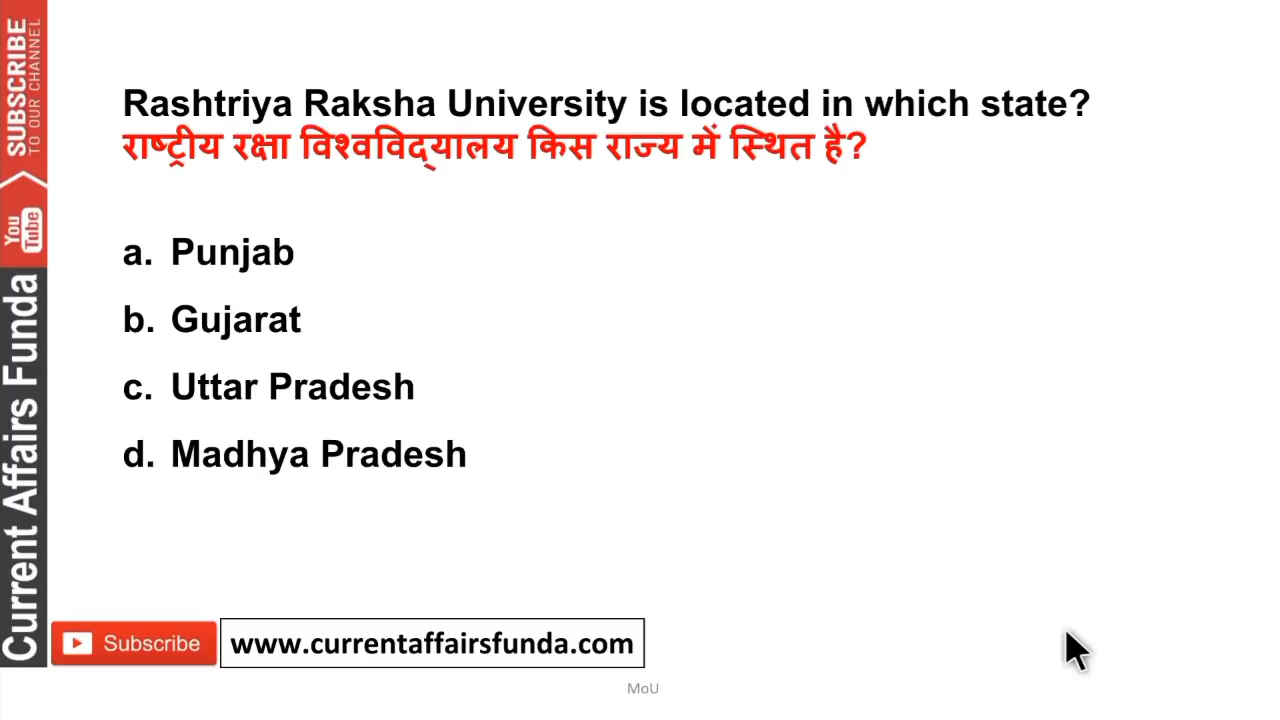 SUBSCRIBE
TO OUR CHANNEL
You
Tube
Current Affairs Funda
Rashtriya Raksha University is located in which state?
राष्ट्रीय रक्षा विश्वविद्यालय किस राज्य में स्थित है?
a. Punjab
b. Gujarat
c. Uttar Pradesh
d. Madhya Pradesh
Subscribe
www.currentaffairsfunda.com
MoU